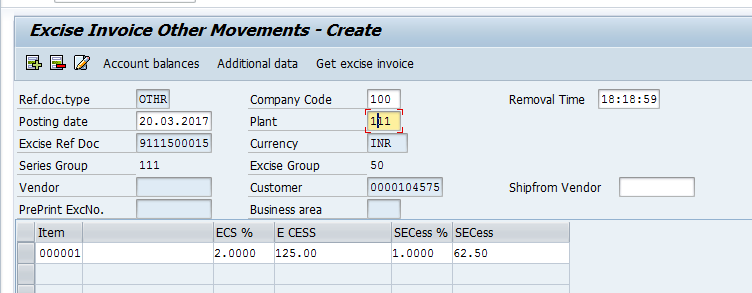 Excise Invoice Other Movements - Create
Account balances Additional data Get excise invoice
Ref.doc.type OTHR Company Code 100 Removal Time 18:18:59
Posting date 20.03.2017 Plant 111
Excise Ref Doc 9111500015 Currency INR
Series Group 111 Excise Group 50
Vendor Customer 0000104575 Shipfrom Vendor
PrePrint ExcNo. Business area
Item ECS % E CESS SECess % SECess
000001 2.0000 125.00 1.0000 62.50